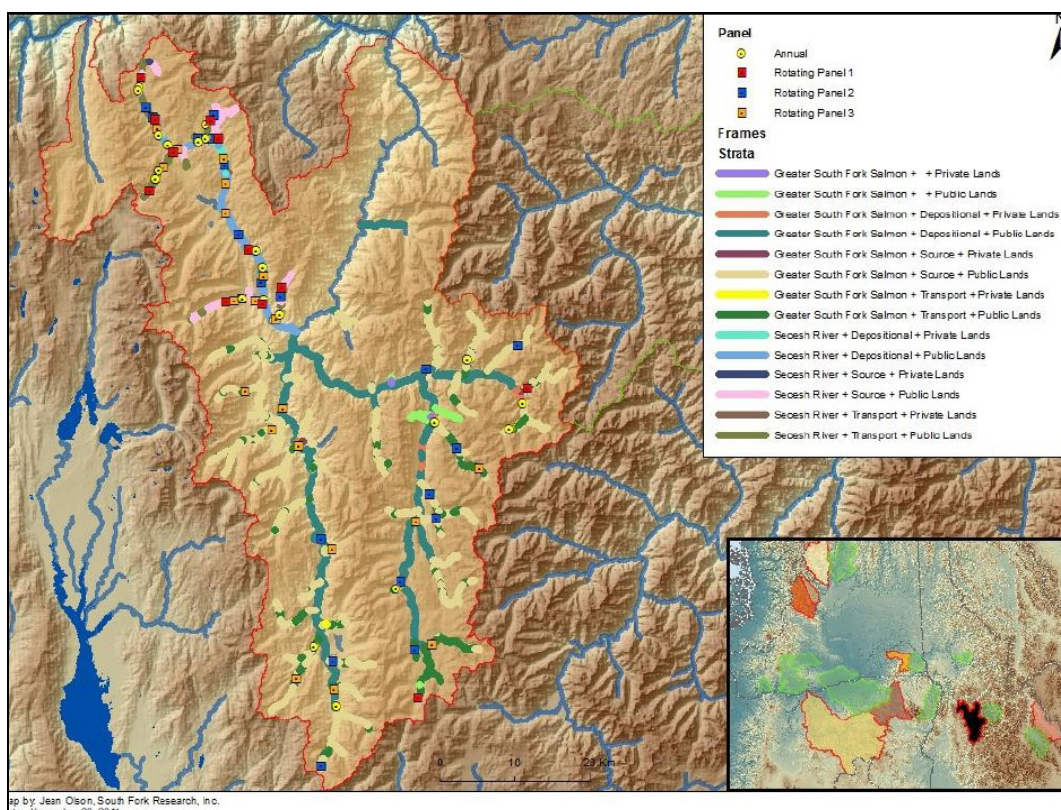 N
Panel
Annual
Rotating Panel 1
Rotating Panel 2
Rotating Panel 3
Frames
Strata
Greater South Fork Salmon + + Private Lands
Greater South Fork Salmon + + Public Lands
Greater South Fork Salmon + Depositional + Private Lands
Greater South Fork Salmon + Depositional + Public Lands
Greater South Fork Salmon + Source + Private Lands
Greater South Fork Salmon + Source + Public Lands
Greater South Fork Salmon + Transport + Private Lands
Greater South Fork Salmon + Transport + Public Lands
Secesh River + Depositional + Private Lands
Secesh River + Depositional + Public Lands
Secesh River + Source + Private Lands
Secesh River + Source + Public Lands
Secesh River + Transport + Private Lands
Secesh River + Transport + Public Lands
0 10 20 Km
ap by: Jean Olson, South Fork Research, Inc.